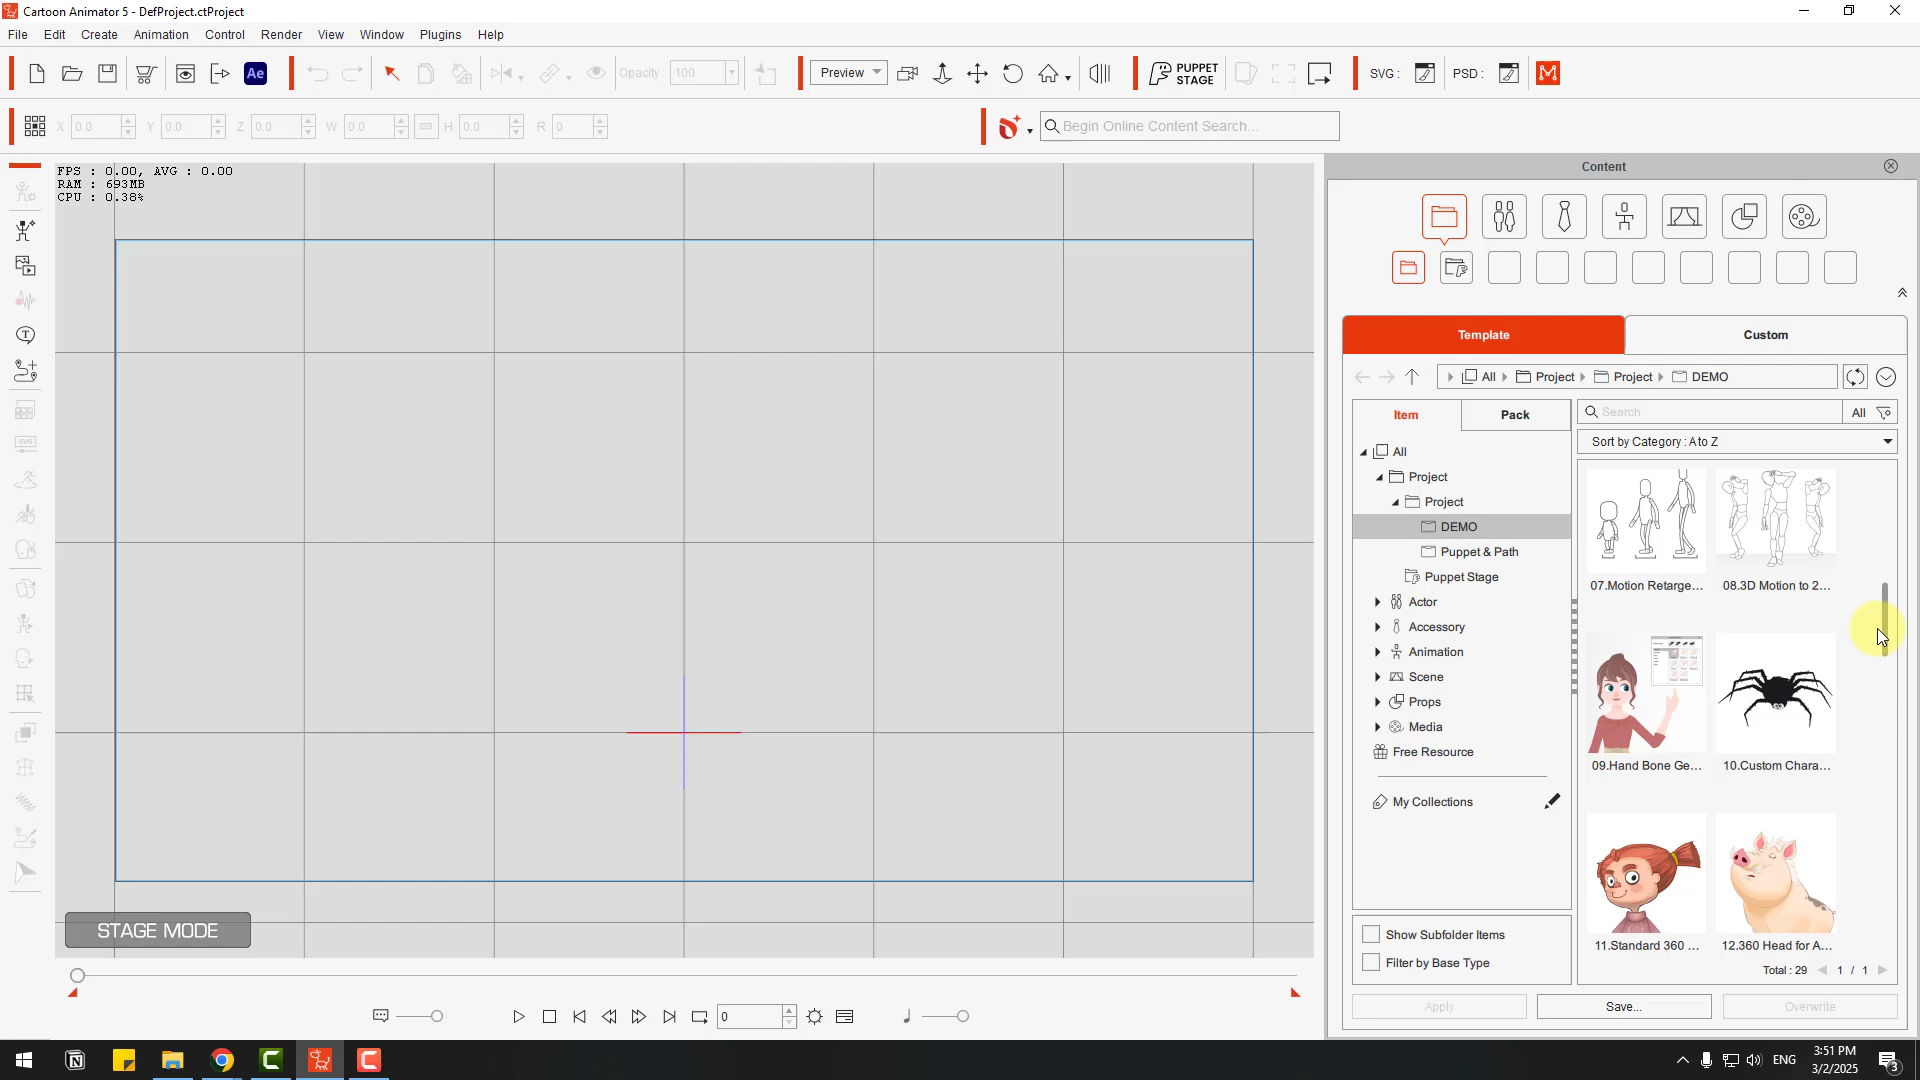 Cartoon Animator 5 - DefProject.ctProject
File Edit Create Animation Control Render View Window Plugins Help
Ae Opacity : 100 Preview PUPPET STAGE SVG : PSD :
X 0.0 Y 0.0 Z 0.0 W 0.0 H 0.0 R 0 Begin Online Content Search...
FPS : 0.00, AVG : 0.00
RAM : 693MB
CPU : 0.38%
STAGE MODE
0
Content
Template Custom
All Project Project DEMO
Item Pack
Search All
Sort by Category : A to Z
All
Project
Project
DEMO
Puppet & Path
Puppet Stage
Actor
Accessory
Animation
Scene
Props
Media
Free Resource
My Collections
07.Motion Retarge... 08.3D Motion to 2...
09.Hand Bone Ge... 10.Custom Chara...
11.Standard 360 ... 12.360 Head for A...
Show Subfolder Items
Filter by Base Type
Total : 29 1 / 1
Apply Save... Overwrite
ENG 3:51 PM
3/2/2025 3